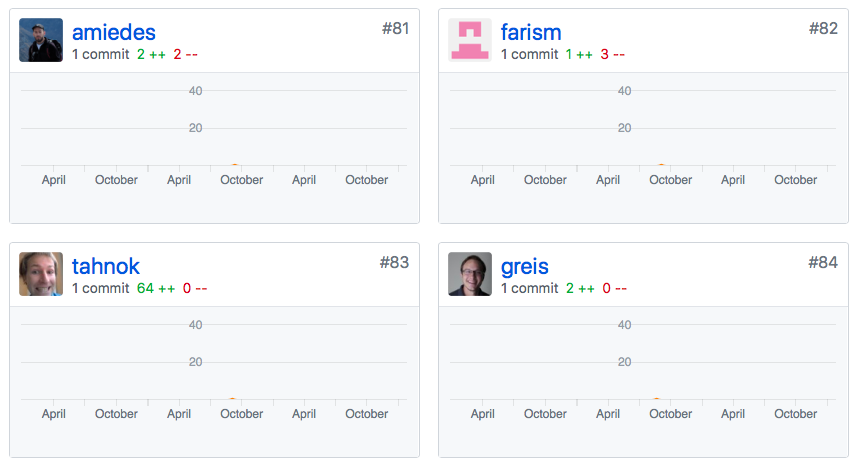 amiedes #81
1 commit 2 ++ 2 --
40
20
April October April October April October
farism #82
1 commit 1 ++ 3 --
40
20
April October April October April October
tahnok #83
1 commit 64 ++ 0 --
40
20
April October April October April October
greis #84
1 commit 2 ++ 0 --
40
20
April October April October April October